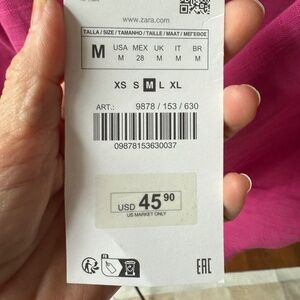 www.zara.com
TALLA / SIZE / TAMANHO / TAILLE / MAAT / ΜΕΓΕΘΟΣ
M USA MEX UK IT BR
M 28 M M M
XS S M L XL
ART.: 9878 / 153 / 630
09878153630037
USD 45.90
US MARKET ONLY
FR
EAC